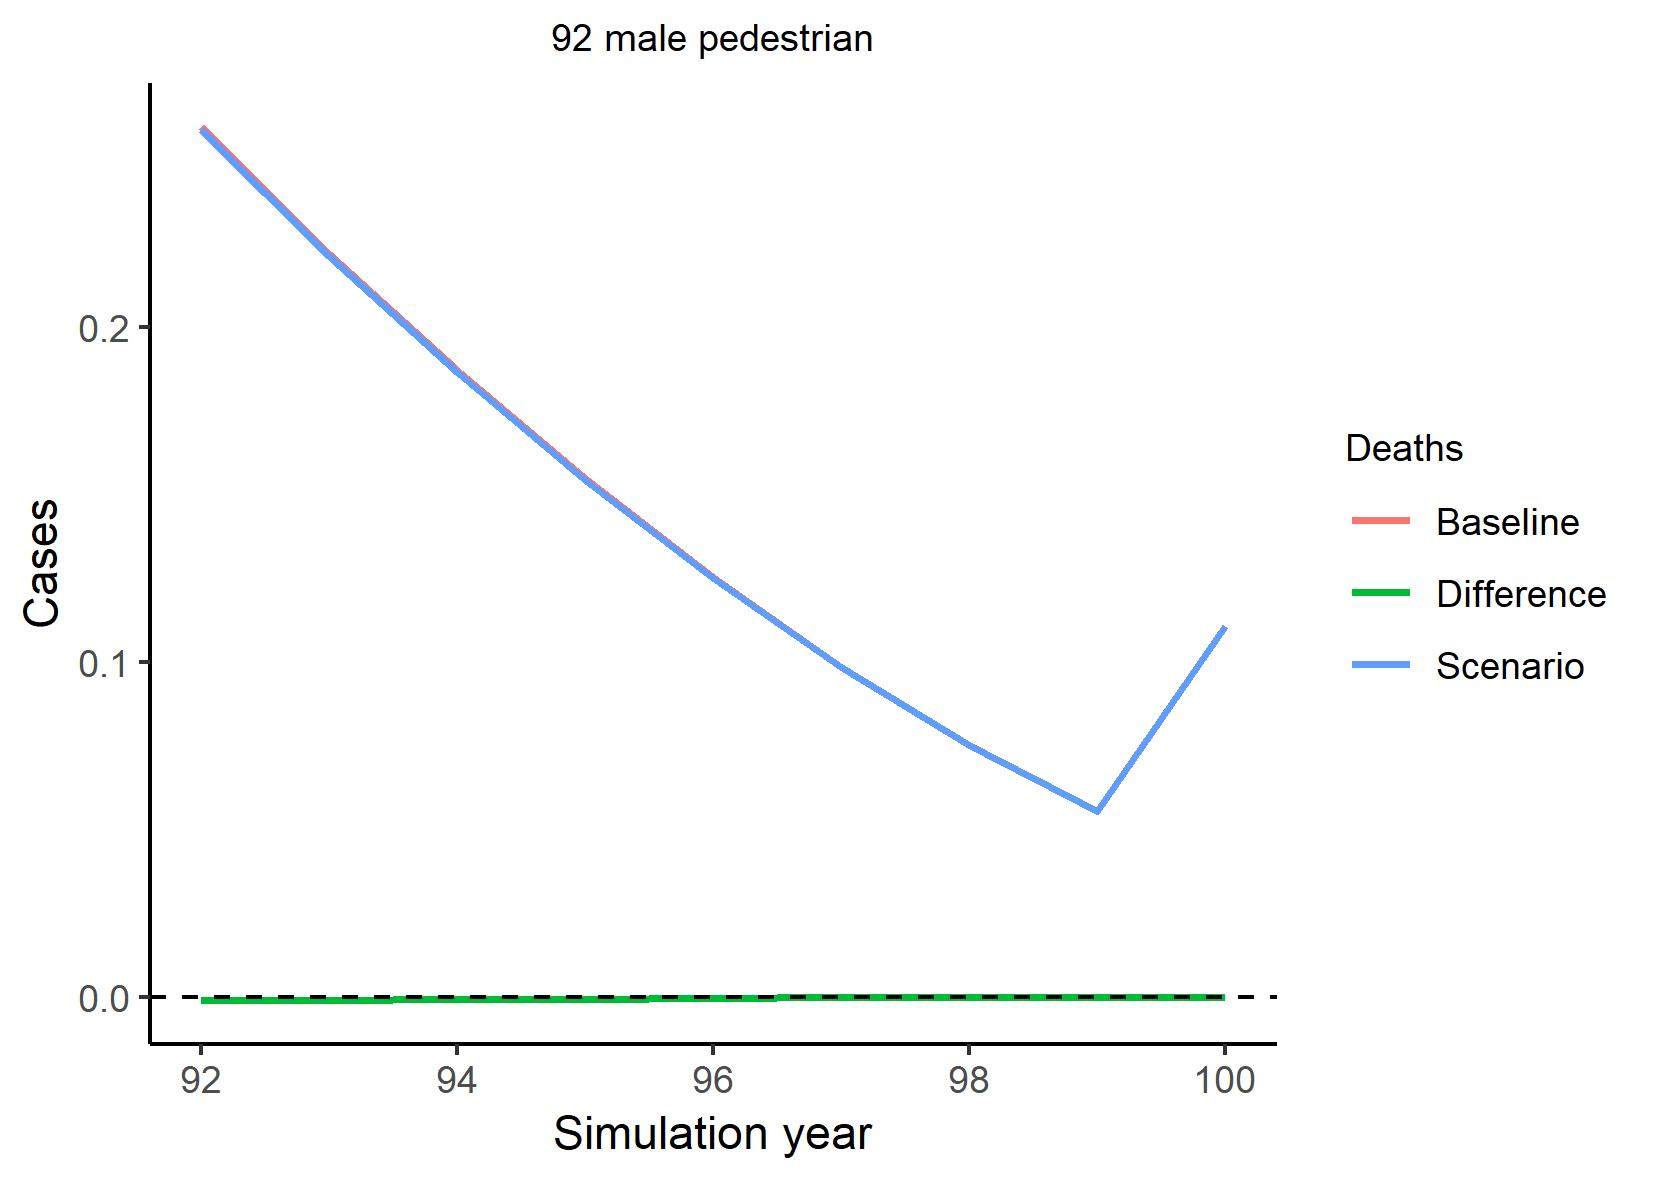 92 male pedestrian
Cases
0.2
0.1
0.0
92 94 96 98 100
Simulation year
Deaths
Baseline
Difference
Scenario